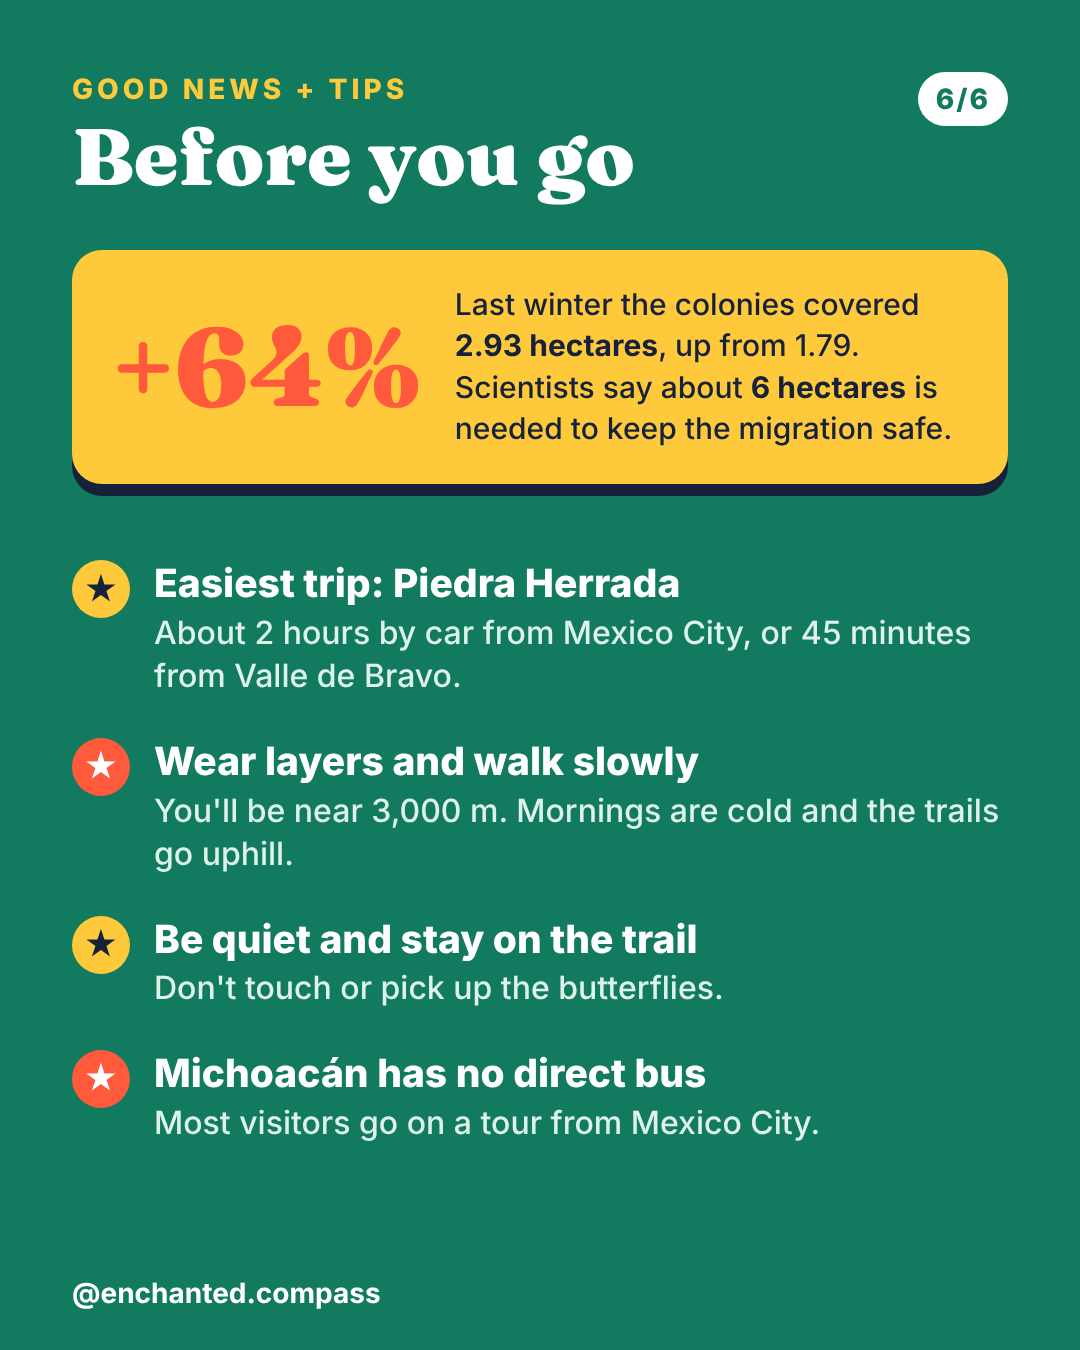 GOOD NEWS + TIPS
6/6
Before you go
+64%
Last winter the colonies covered
2.93 hectares, up from 1.79.
Scientists say about 6 hectares is
needed to keep the migration safe.
Easiest trip: Piedra Herrada
About 2 hours by car from Mexico City, or 45 minutes
from Valle de Bravo.
Wear layers and walk slowly
You'll be near 3,000 m. Mornings are cold and the trails
go uphill.
Be quiet and stay on the trail
Don't touch or pick up the butterflies.
Michoacán has no direct bus
Most visitors go on a tour from Mexico City.
@enchanted.compass